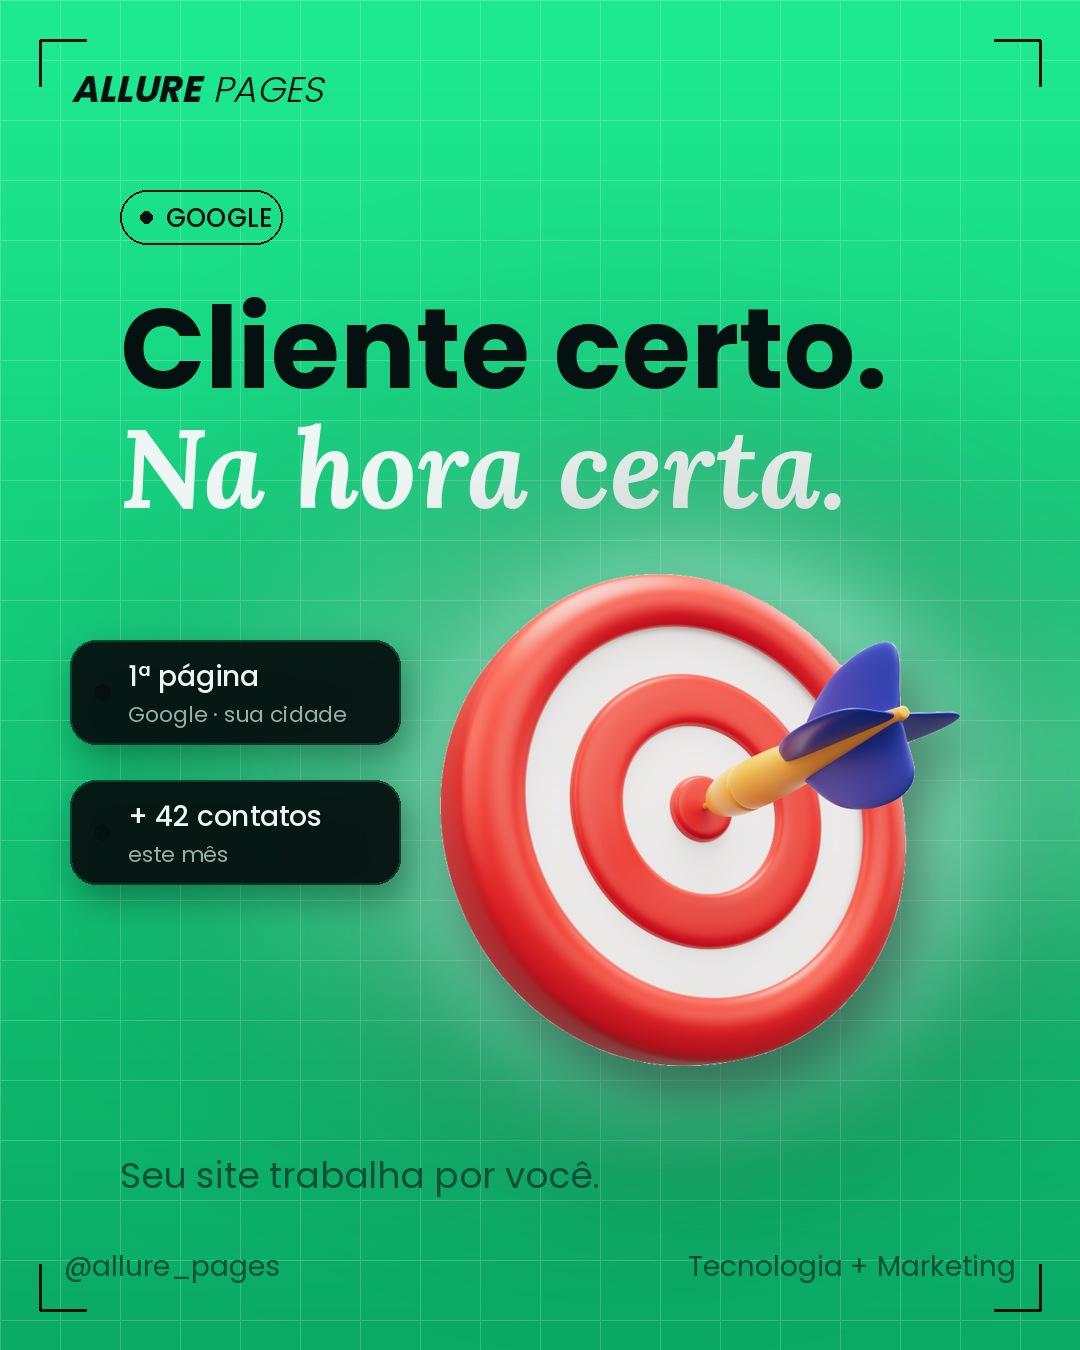 ALLURE PAGES
GOOGLE
Cliente certo.
Na hora certa.
1ª página
Google · sua cidade
+ 42 contatos
este mês
Seu site trabalha por você.
@allure_pages
Tecnologia + Marketing